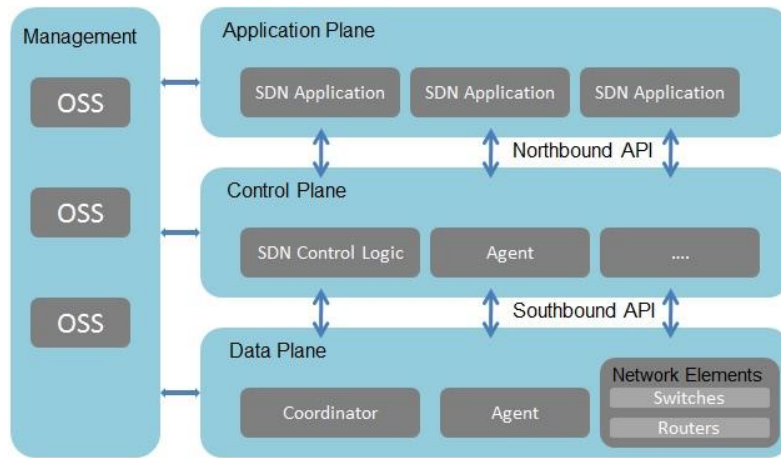 Management
OSS
OSS
OSS
Application Plane
SDN Application
SDN Application
SDN Application
Northbound API
Control Plane
SDN Control Logic
Agent
....
Southbound API
Data Plane
Coordinator
Agent
Network Elements
Switches
Routers